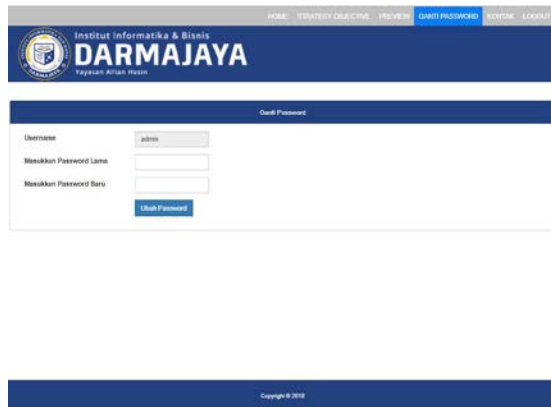 HOME STRATEGY OBJECTIVE PREVIEW GANTI PASSWORD KONTAK LOGOUT
Institut Informatika & Bisnis
DARMAJAYA
Yayasan Alfian Husin
Ganti Password
Username admin
Masukkan Password Lama
Masukkan Password Baru
Ubah Password
Copyright © 2018